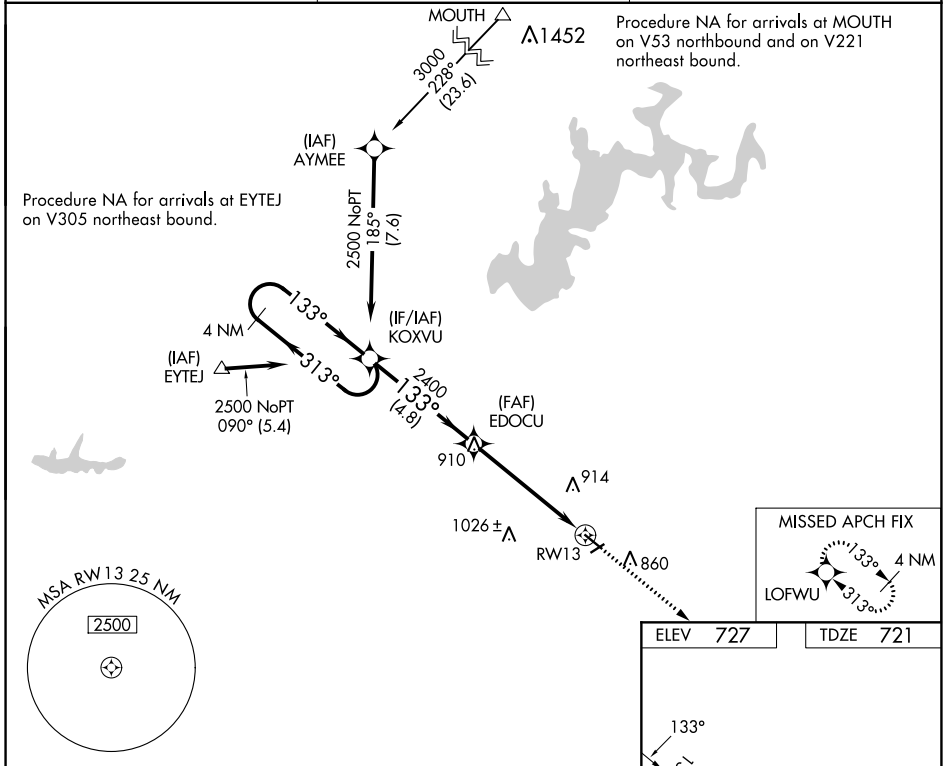 MOUTH
1452
Procedure NA for arrivals at MOUTH
on V53 northbound and on V221
northeast bound.
3000
228°
(23.6)
(IAF)
AYMEE
Procedure NA for arrivals at EYTEJ
on V305 northeast bound.
2500 NoPT
185°
(7.6)
133°
4 NM
(IF/IAF)
KOXVU
313°
(IAF)
EYTEJ
2500 NoPT
090° (5.4)
2400
133°
(4.8)
(FAF)
EDOCU
910
914
1026±
RW13
860
MISSED APCH FIX
133°
4 NM
LOFWU
313°
MSA RW13 25 NM
2500
ELEV 727
TDZE 721
133°